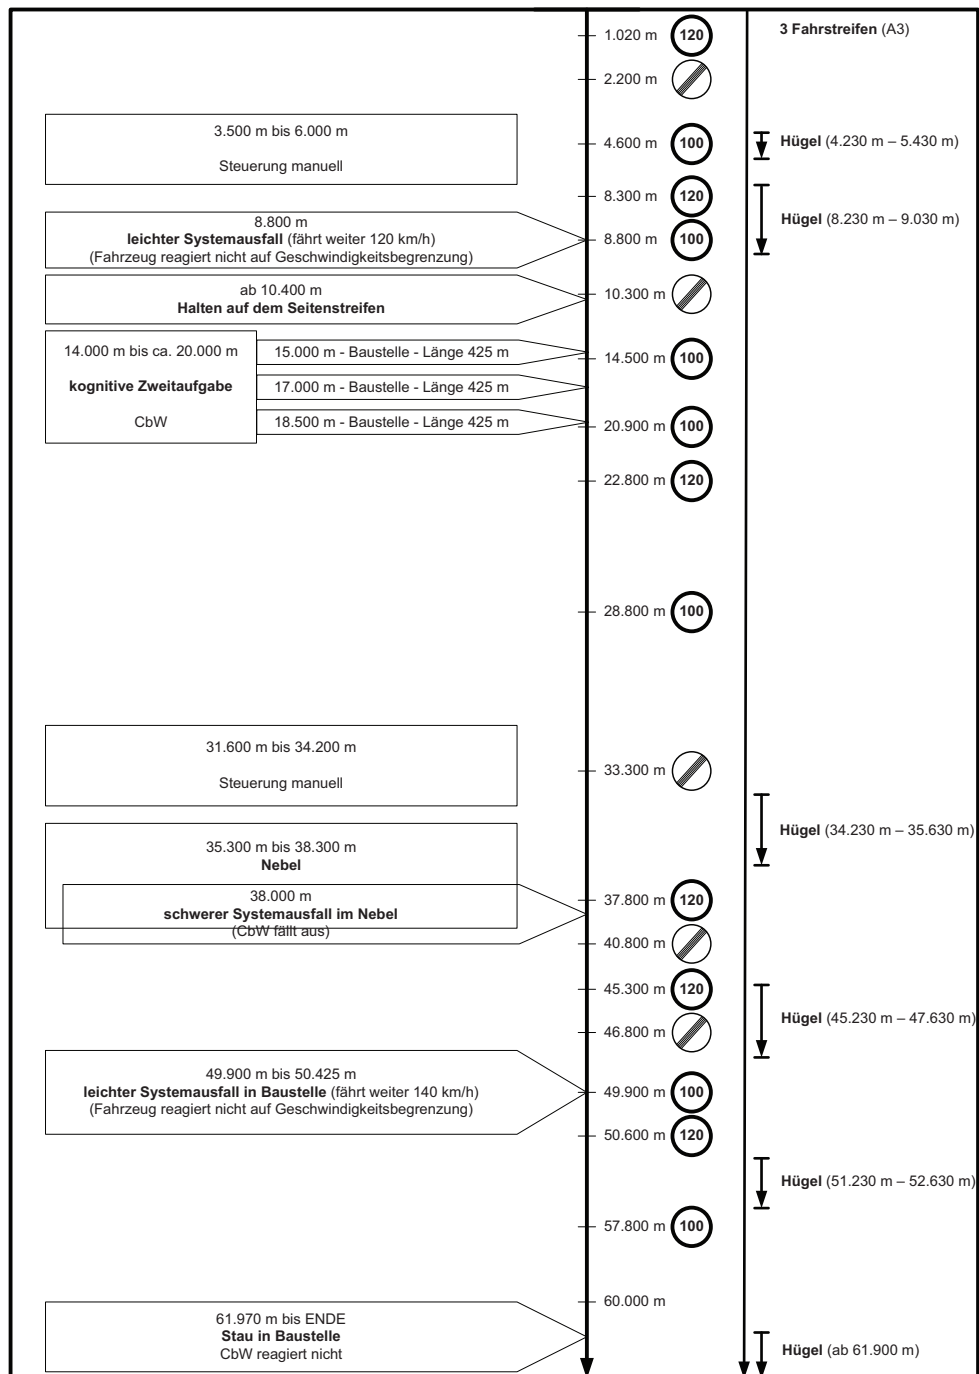 1.020 m 120
3 Fahrstreifen (A3)
2.200 m
3.500 m bis 6.000 m
Steuerung manuell
4.600 m 100
Hügel (4.230 m – 5.430 m)
8.300 m 120
Hügel (8.230 m – 9.030 m)
8.800 m
leichter Systemausfall (fährt weiter 120 km/h)
(Fahrzeug reagiert nicht auf Geschwindigkeitsbegrenzung)
8.800 m 100
ab 10.400 m
Halten auf dem Seitenstreifen
10.300 m
14.000 m bis ca. 20.000 m
kognitive Zweitaufgabe
CbW
15.000 m - Baustelle - Länge 425 m
17.000 m - Baustelle - Länge 425 m
18.500 m - Baustelle - Länge 425 m
14.500 m 100
20.900 m 100
22.800 m 120
28.800 m 100
31.600 m bis 34.200 m
Steuerung manuell
33.300 m
Hügel (34.230 m – 35.630 m)
35.300 m bis 38.300 m
Nebel
38.000 m
schwerer Systemausfall im Nebel
(CbW fällt aus)
37.800 m 120
40.800 m
45.300 m 120
Hügel (45.230 m – 47.630 m)
46.800 m
49.900 m bis 50.425 m
leichter Systemausfall in Baustelle (fährt weiter 140 km/h)
(Fahrzeug reagiert nicht auf Geschwindigkeitsbegrenzung)
49.900 m 100
50.600 m 120
Hügel (51.230 m – 52.630 m)
57.800 m 100
60.000 m
61.970 m bis ENDE
Stau in Baustelle
CbW reagiert nicht
Hügel (ab 61.900 m)